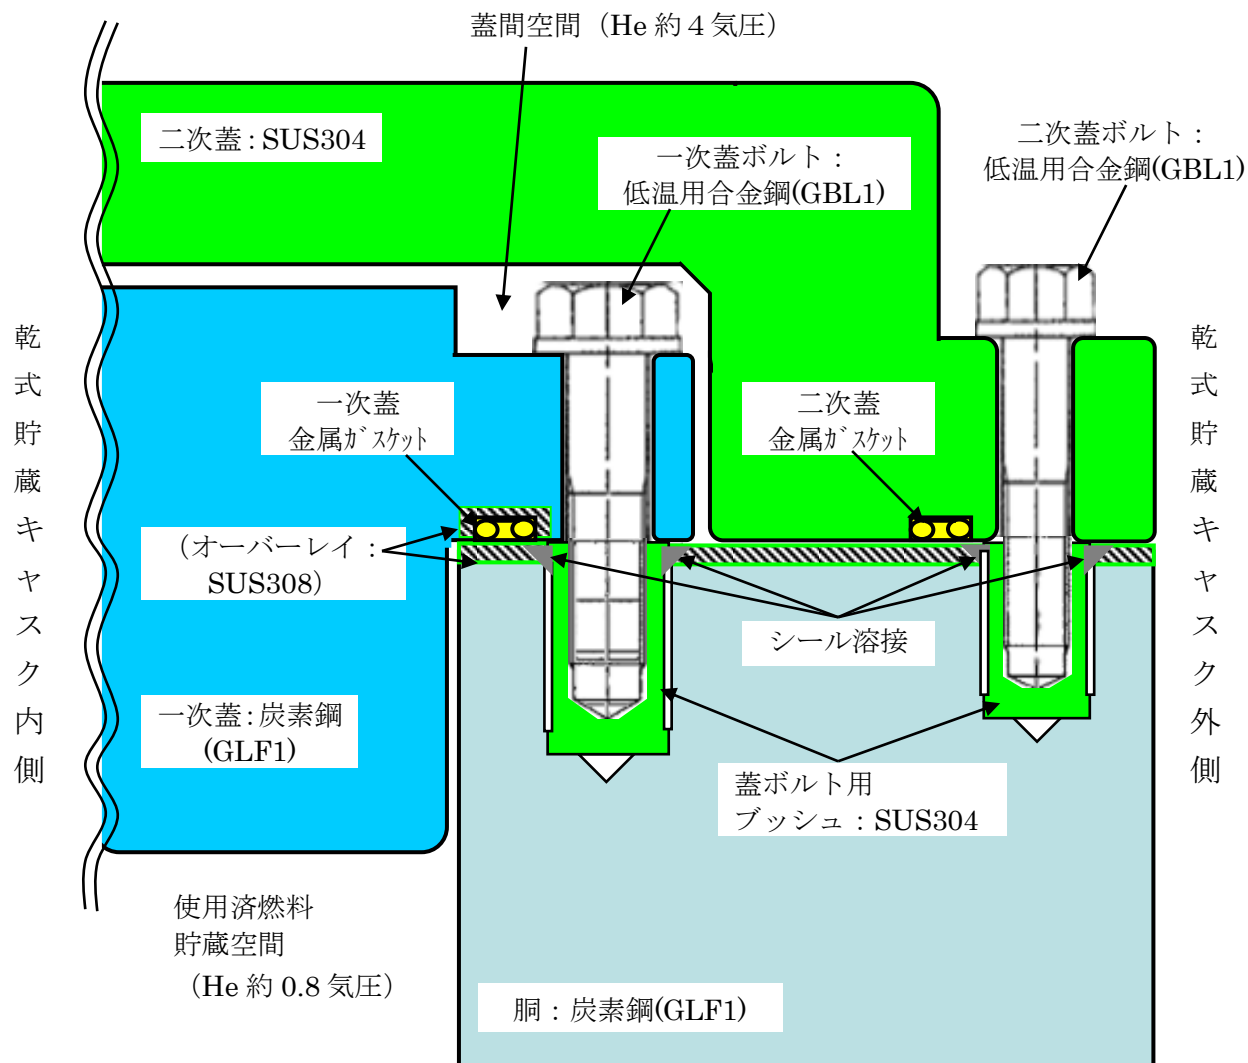 蓋間空間（He 約 4 気圧）
二次蓋：SUS304
一次蓋ボルト：
低温用合金鋼(GBL1)
二次蓋ボルト：
低温用合金鋼(GBL1)
乾式貯蔵キャスク内側
乾式貯蔵キャスク外側
一次蓋
金属ｶﾞｽｹｯﾄ
二次蓋
金属ｶﾞｽｹｯﾄ
（オーバーレイ：
SUS308）
シール溶接
一次蓋：炭素鋼
(GLF1)
蓋ボルト用
ブッシュ：SUS304
使用済燃料
貯蔵空間
（He 約 0.8 気圧）
胴：炭素鋼(GLF1)